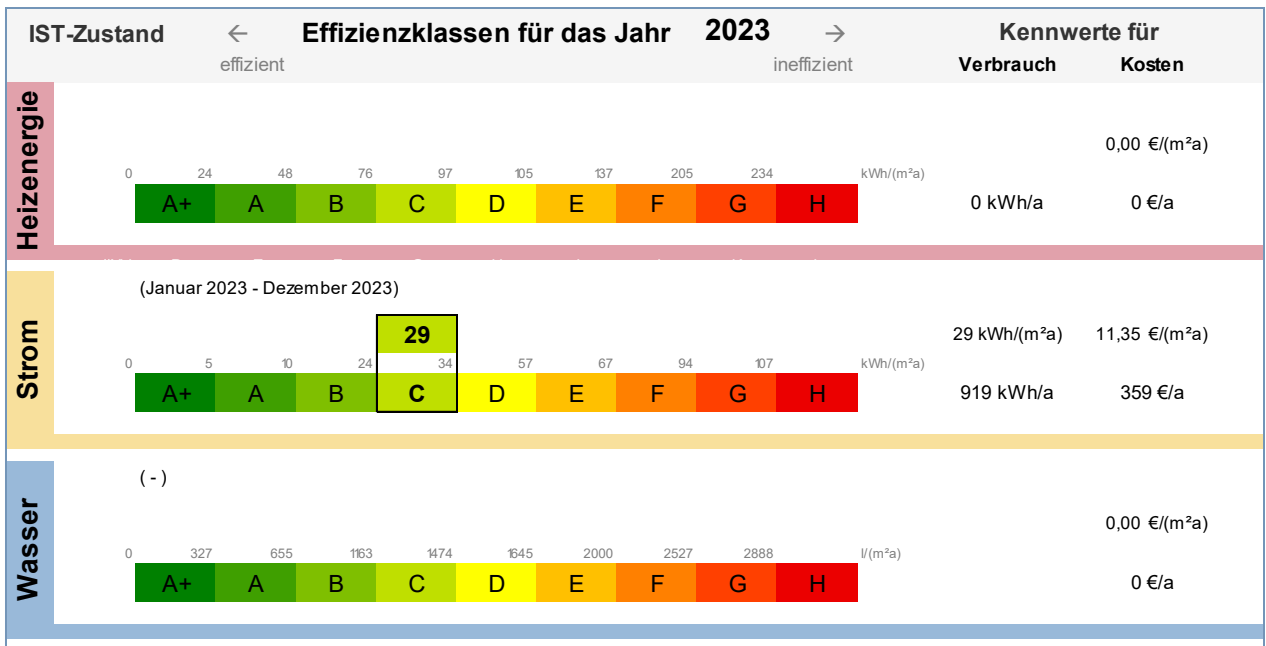 IST-Zustand ← Effizienzklassen für das Jahr 2023 → Kennwerte für
effizient ineffizient Verbrauch Kosten
Heizenergie
0,00 €/(m²a)
0 24 48 76 97 105 137 205 234 kWh/(m²a)
A+ A B C D E F G H 0 kWh/a 0 €/a
Strom
(Januar 2023 - Dezember 2023)
29 29 kWh/(m²a) 11,35 €/(m²a)
0 5 10 24 34 57 67 94 107 kWh/(m²a)
A+ A B C D E F G H 919 kWh/a 359 €/a
Wasser
( - )
0,00 €/(m²a)
0 327 655 1163 1474 1645 2000 2527 2888 l/(m²a)
A+ A B C D E F G H 0 €/a